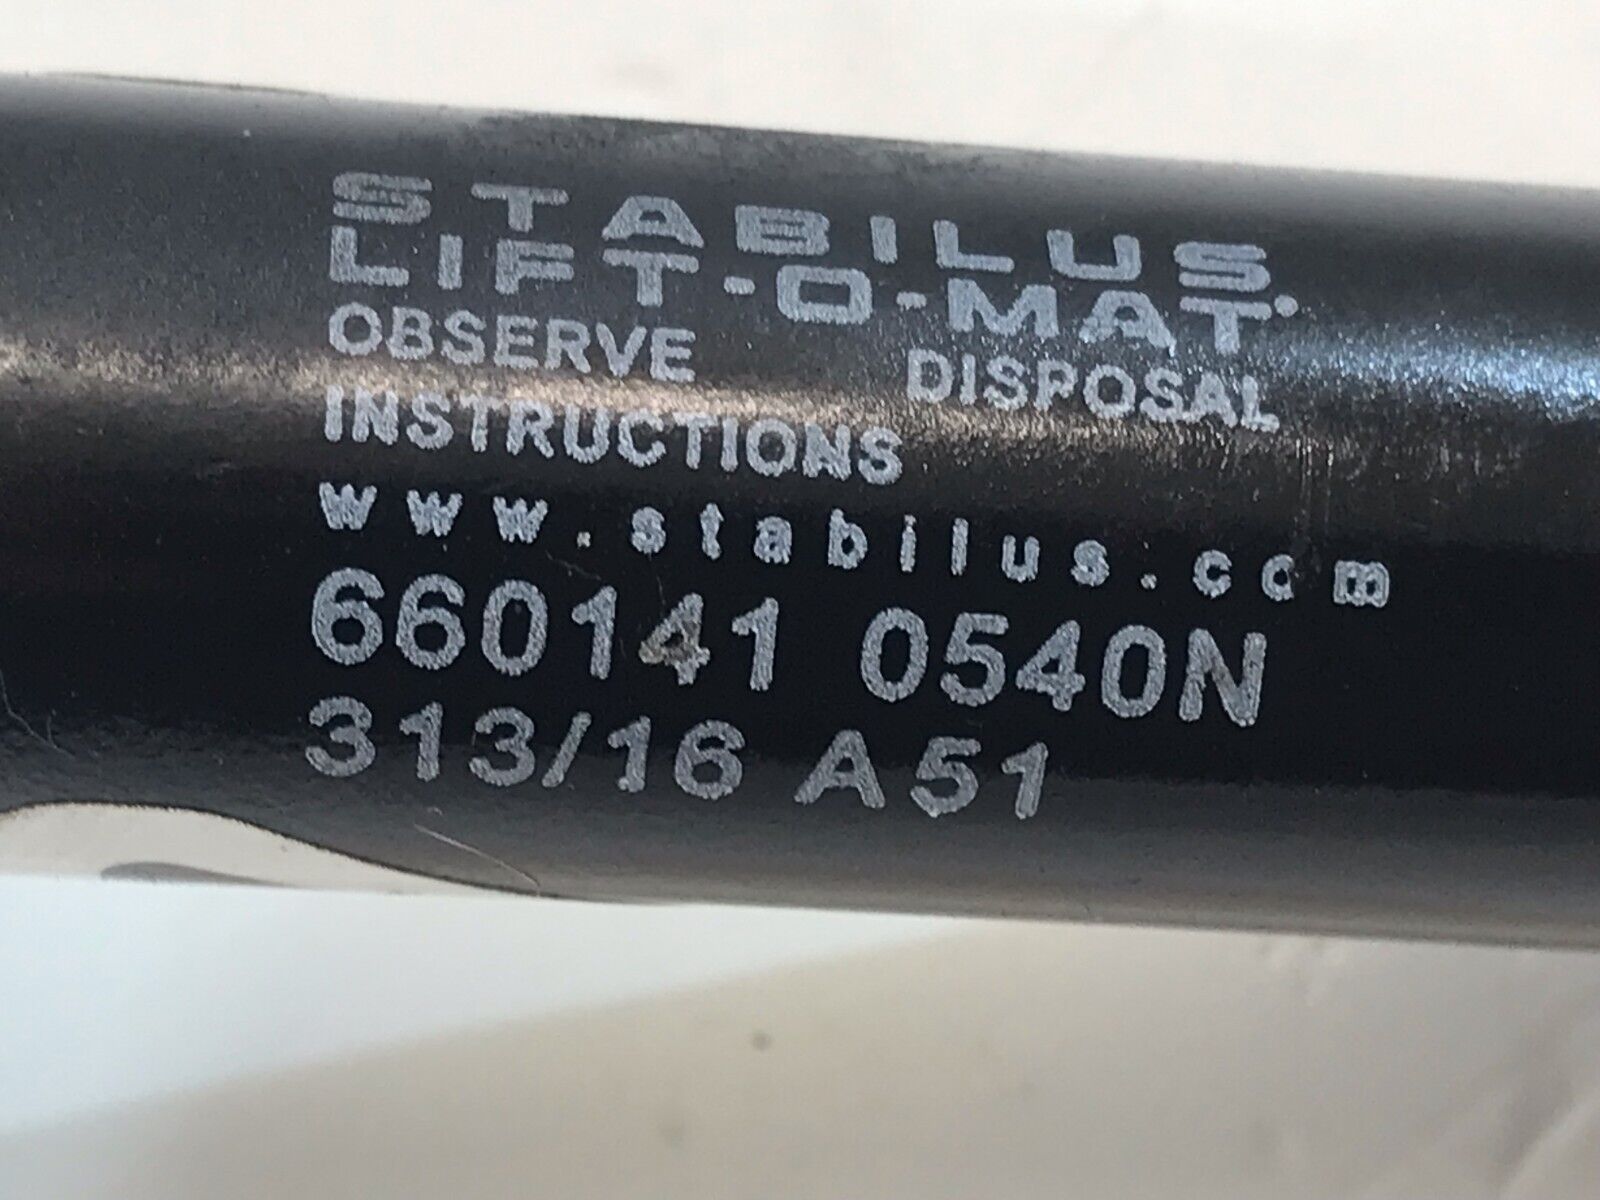 STABILUS
LIFT-O-MAT
OBSERVE DISPOSAL
INSTRUCTIONS
www.stabilus.com
660141 0540N
313/16 A51